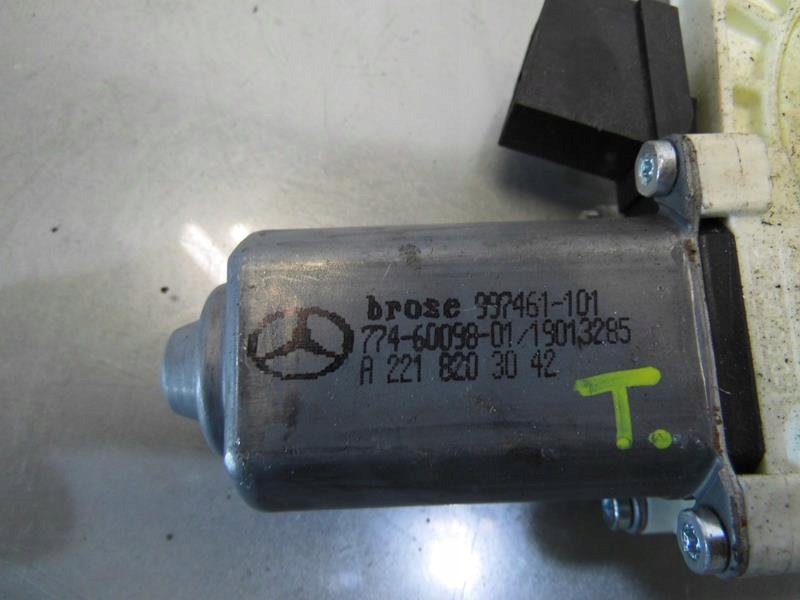 brose 997461-101
774-60098-01/19013285
A 221 820 30 42
T.